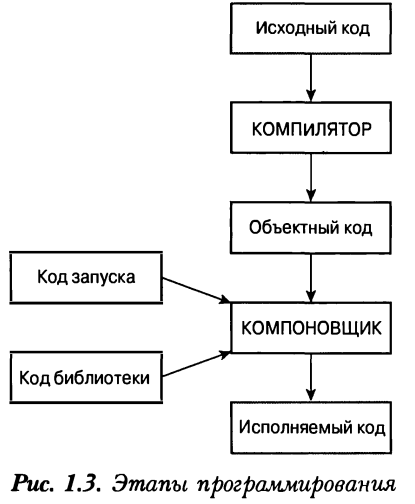 Исходный код
КОМПИЛЯТОР
Объектный код
Код запуска
КОМПОНОВЩИК
Код библиотеки
Исполняемый код
Рис. 1.3. Этапы программирования